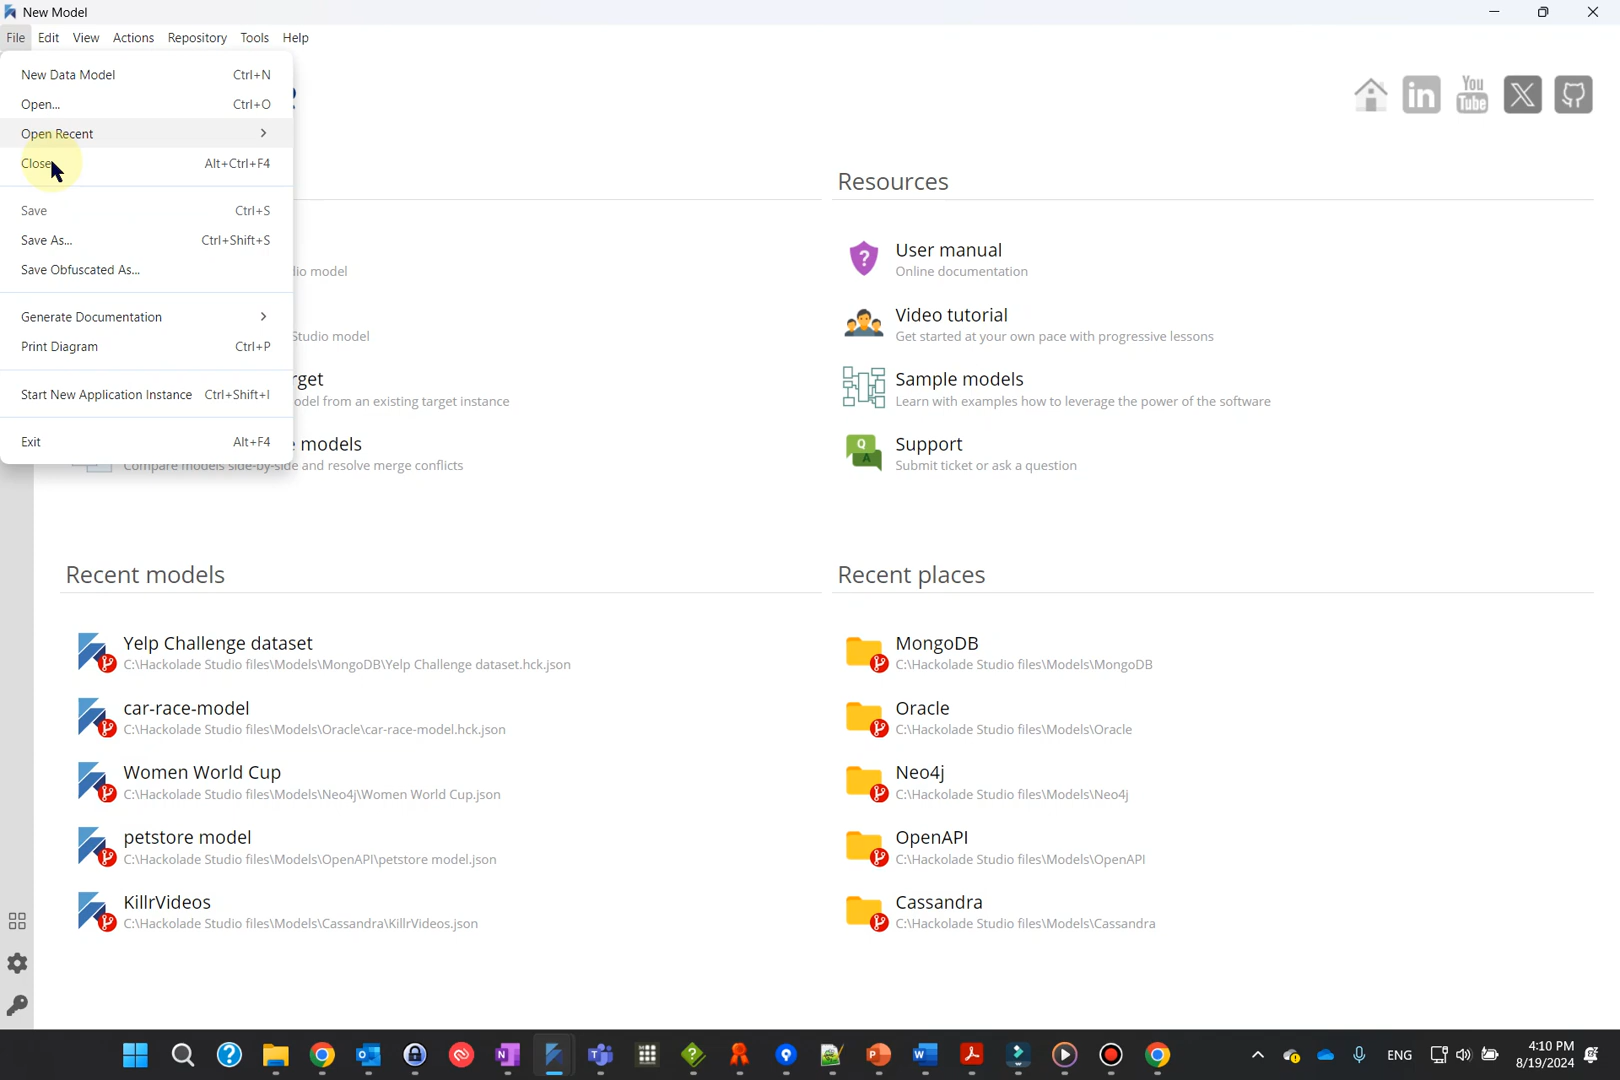 New Model
File Edit View Actions Repository Tools Help
New Data Model Ctrl+N
Open... Ctrl+O
Open Recent
Close Alt+Ctrl+F4
Save Ctrl+S
Save As... Ctrl+Shift+S
Save Obfuscated As...
Generate Documentation
Print Diagram Ctrl+P
Start New Application Instance Ctrl+Shift+I
Exit Alt+F4
io model
Studio model
rget
odel from an existing target instance
models
Compare models side-by-side and resolve merge conflicts
in
You
Tube
X
Resources
User manual
Online documentation
Video tutorial
Get started at your own pace with progressive lessons
Sample models
Learn with examples how to leverage the power of the software
Q
A
Support
Submit ticket or ask a question
Recent models
Yelp Challenge dataset
C:\Hackolade Studio files\Models\MongoDB\Yelp Challenge dataset.hck.json
car-race-model
C:\Hackolade Studio files\Models\Oracle\car-race-model.hck.json
Women World Cup
C:\Hackolade Studio files\Models\Neo4j\Women World Cup.json
petstore model
C:\Hackolade Studio files\Models\OpenAPI\petstore model.json
KillrVideos
C:\Hackolade Studio files\Models\Cassandra\KillrVideos.json
Recent places
MongoDB
C:\Hackolade Studio files\Models\MongoDB
Oracle
C:\Hackolade Studio files\Models\Oracle
Neo4j
C:\Hackolade Studio files\Models\Neo4j
OpenAPI
C:\Hackolade Studio files\Models\OpenAPI
Cassandra
C:\Hackolade Studio files\Models\Cassandra
ENG
4:10 PM
8/19/2024